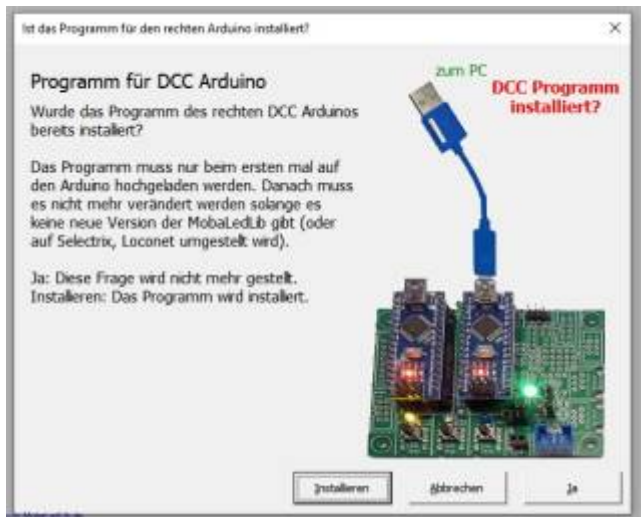 Ist das Programm für den rechten Arduino installiert?
zum PC
DCC Programm
installiert?
Programm für DCC Arduino
Wurde das Programm des rechten DCC Arduinos
bereits installiert?
Das Programm muss nur beim ersten mal auf
den Arduino hochgeladen werden. Danach muss
es nicht mehr verändert werden solange es
keine neue Version der MobaLedLib gibt (oder
auf Selectrix, Loconet umgestellt wird).
Ja: Diese Frage wird nicht mehr gestellt.
Installieren: Das Programm wird installiert.
Installieren
Abbrechen
Ja